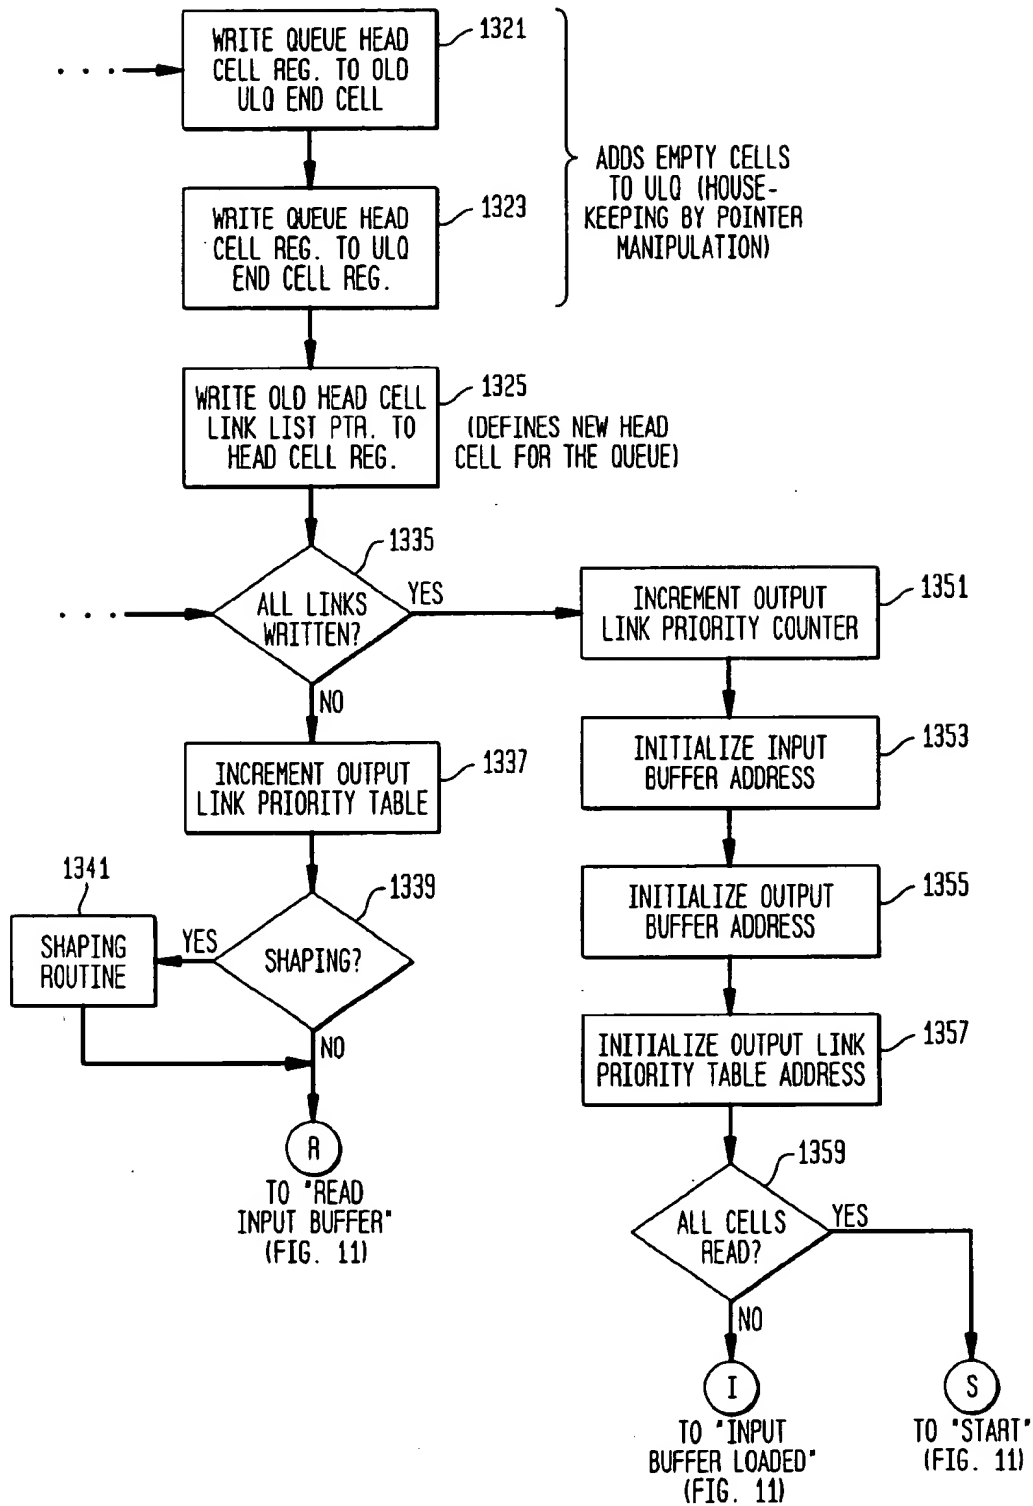 1321
WRITE QUEUE HEAD
CELL REG. TO OLD
ULQ END CELL
. . .
1323
WRITE QUEUE HEAD
CELL REG. TO ULQ
END CELL REG.
ADDS EMPTY CELLS
TO ULQ (HOUSE-
KEEPING BY POINTER
MANIPULATION)
1325
WRITE OLD HEAD CELL
LINK LIST PTR. TO
HEAD CELL REG.
(DEFINES NEW HEAD
CELL FOR THE QUEUE)
1335
. . .
ALL LINKS
WRITTEN?
YES
NO
1337
INCREMENT OUTPUT
LINK PRIORITY TABLE
1339
SHAPING?
YES
1341
SHAPING
ROUTINE
NO
R
TO "READ
INPUT BUFFER"
(FIG. 11)
1351
INCREMENT OUTPUT
LINK PRIORITY COUNTER
1353
INITIALIZE INPUT
BUFFER ADDRESS
1355
INITIALIZE OUTPUT
BUFFER ADDRESS
1357
INITIALIZE OUTPUT LINK
PRIORITY TABLE ADDRESS
1359
ALL CELLS
READ?
YES
NO
I
TO "INPUT
BUFFER LOADED"
(FIG. 11)
S
TO "START"
(FIG. 11)